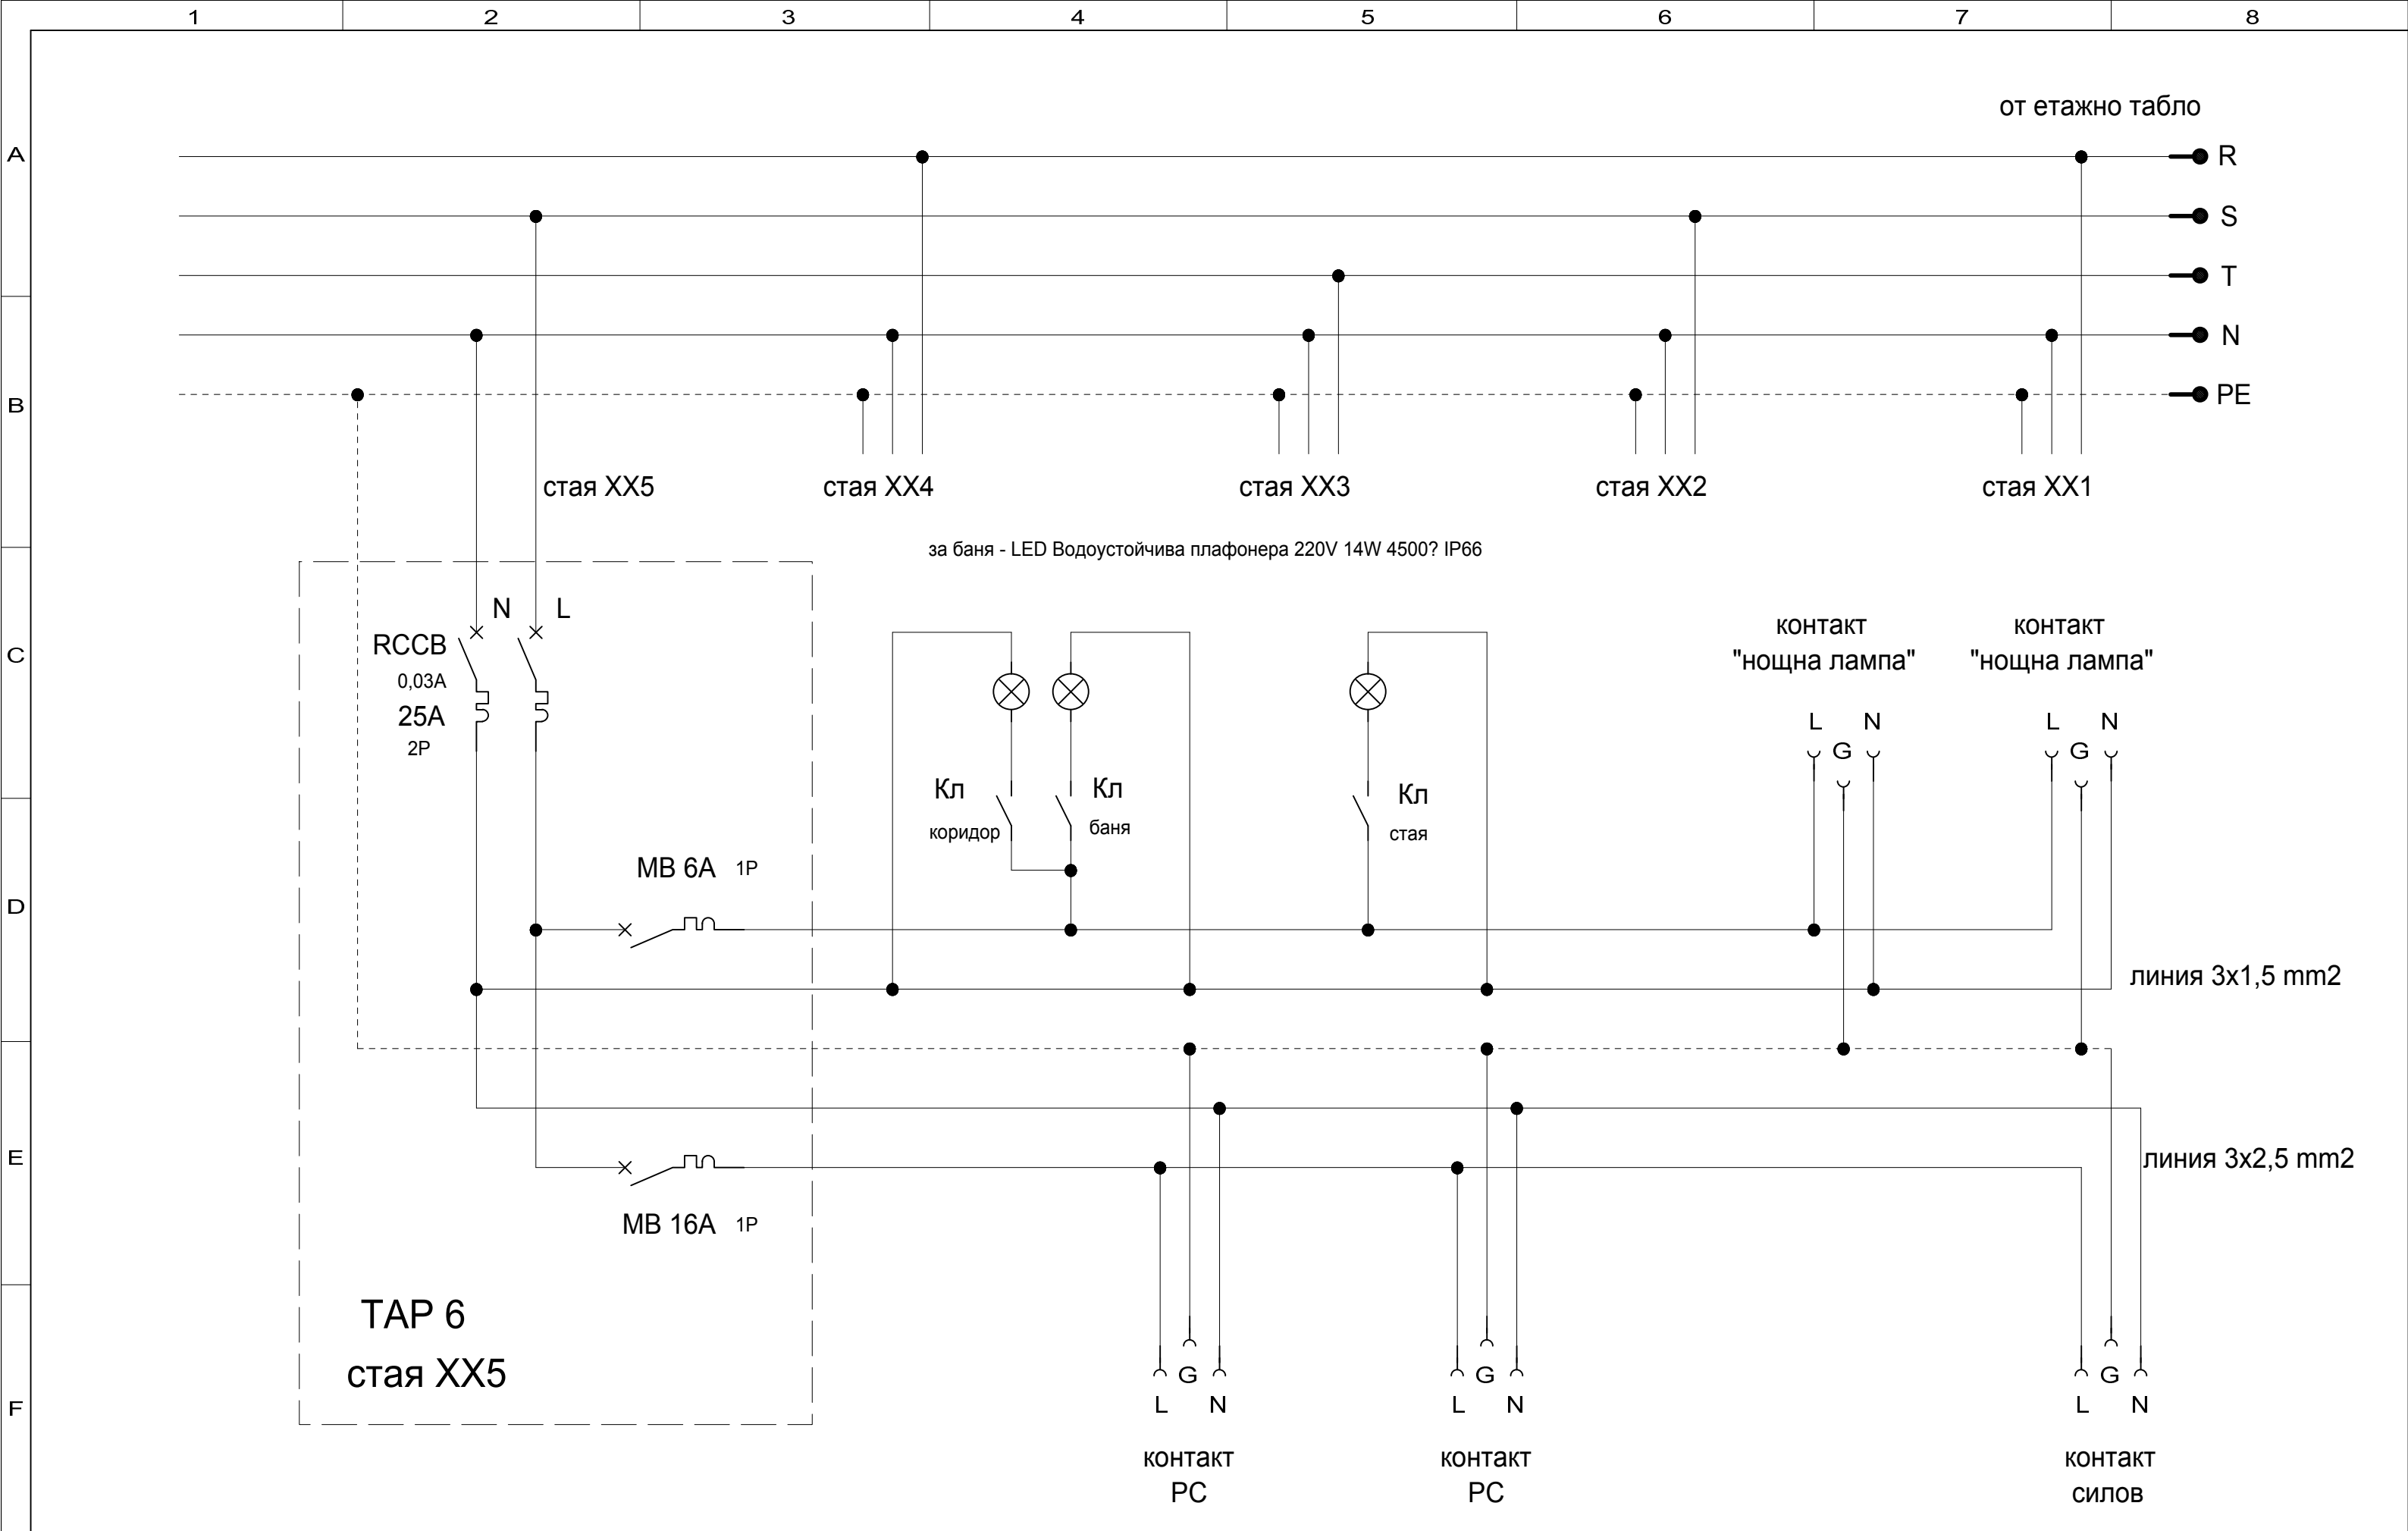 1 2 3 4 5 6 7 8
от етажно табло
A
R
S
T
N
B
PE
стая XX5 стая XX4 стая XX3 стая XX2 стая XX1
за баня - LED Водоустойчива плафонера 220V 14W 4500? IP66
N L
C
RCCB
0,03A
25A
2P
контакт
"нощна лампа"
контакт
"нощна лампа"
L G N
L G N
Кл
коридор
Кл
баня
Кл
стая
MB 6A 1P
D
линия 3x1,5 mm2
E
линия 3x2,5 mm2
MB 16A 1P
ТАР 6
стая XX5
F
L G N
L G N
L G N
контакт
PC
контакт
PC
контакт
силов